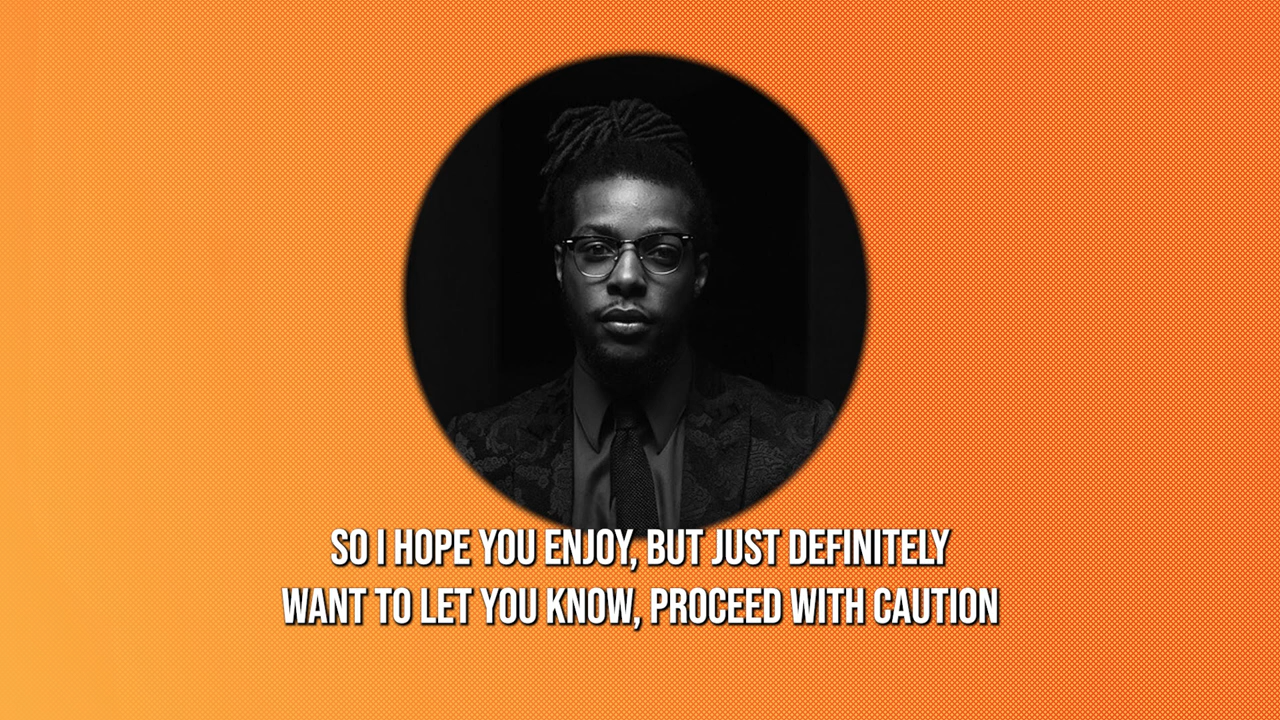 SO I HOPE YOU ENJOY, BUT JUST DEFINITELY
WANT TO LET YOU KNOW, PROCEED WITH CAUTION